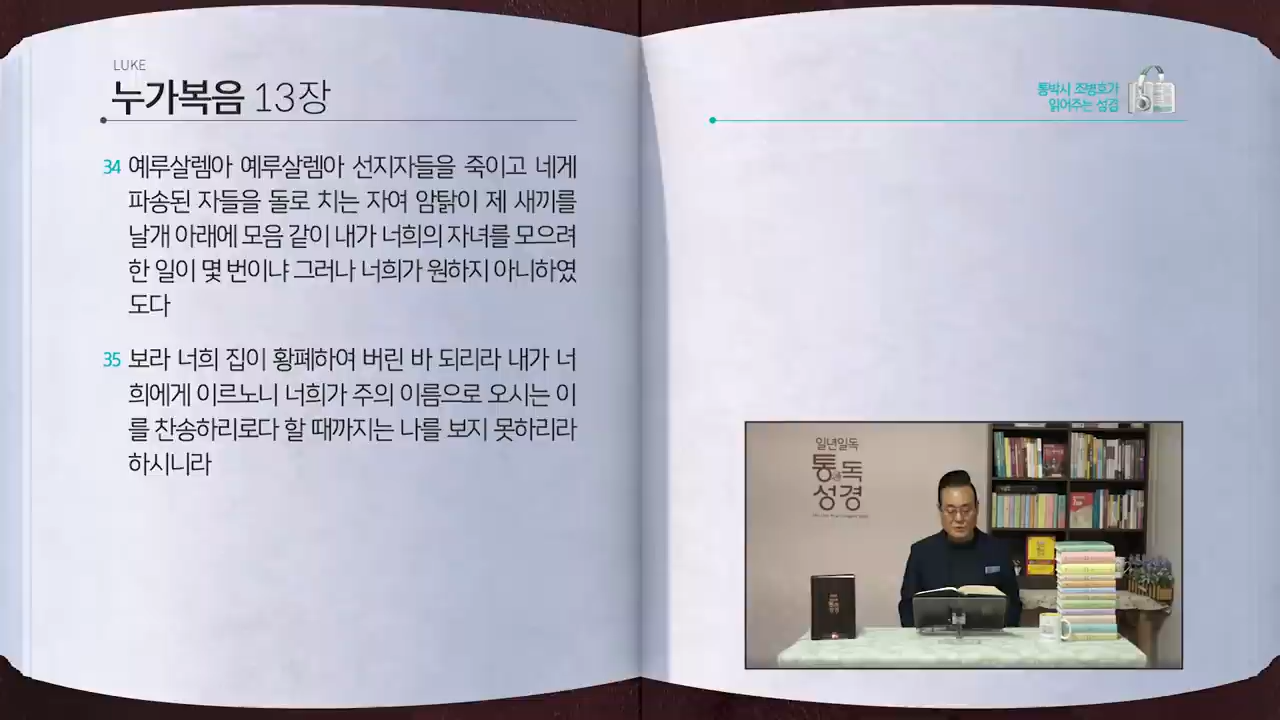 LUKE
누가복음 13장
34 예루살렘아 예루살렘아 선지자들을 죽이고 네게
파송된 자들을 돌로 치는 자여 암탉이 제 새끼를
날개 아래에 모음 같이 내가 너희의 자녀를 모으려
한 일이 몇 번이냐 그러나 너희가 원하지 아니하였
도다
35 보라 너희 집이 황폐하여 버린 바 되리라 내가 너
희에게 이르노니 너희가 주의 이름으로 오시는 이
를 찬송하리로다 할 때까지는 나를 보지 못하리라
하시니라
통박사 조병호가
읽어주는 성경
일년일독
통독
성경